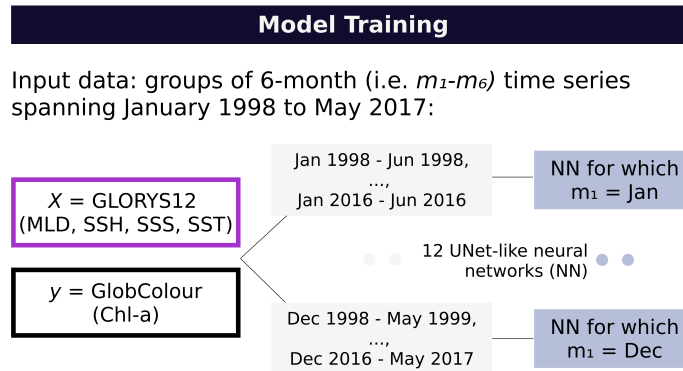 Model Training
Input data: groups of 6-month (i.e. m₁-m₆) time series
spanning January 1998 to May 2017:
X = GLORYS12
(MLD, SSH, SSS, SST)
y = GlobColour
(Chl-a)
Jan 1998 - Jun 1998,
...,
Jan 2016 - Jun 2016
NN for which
m₁ = Jan
12 UNet-like neural
networks (NN)
Dec 1998 - May 1999,
...,
Dec 2016 - May 2017
NN for which
m₁ = Dec